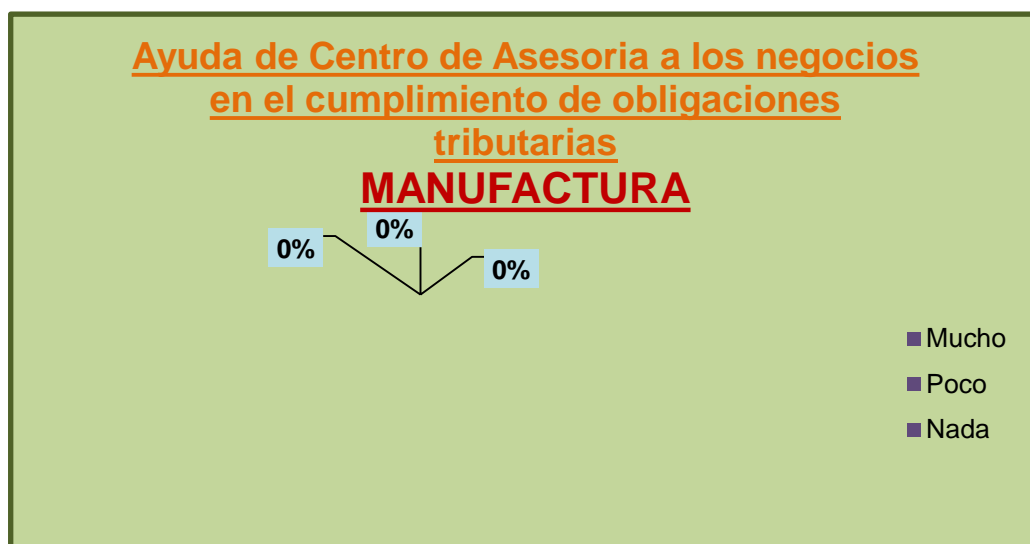 Ayuda de Centro de Asesoria a los negocios
en el cumplimiento de obligaciones
tributarias
MANUFACTURA
0%
0%
0%
Mucho
Poco
Nada